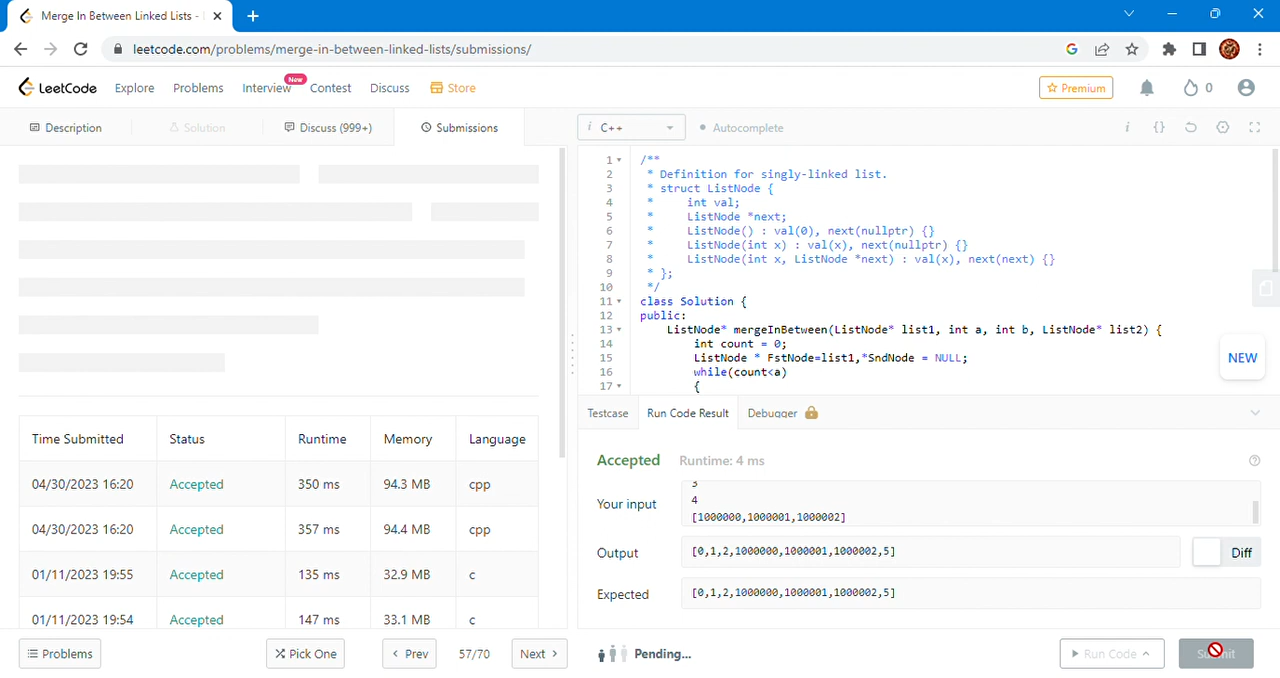 Merge In Between Linked Lists -
leetcode.com/problems/merge-in-between-linked-lists/submissions/
LeetCode Explore Problems Interview New Contest Discuss Store Premium 0
Description Solution Discuss (999+) Submissions
i C++ Autocomplete i {}
1 /**
2 * Definition for singly-linked list.
3 * struct ListNode {
4 * int val;
5 * ListNode *next;
6 * ListNode() : val(0), next(nullptr) {}
7 * ListNode(int x) : val(x), next(nullptr) {}
8 * ListNode(int x, ListNode *next) : val(x), next(next) {}
9 * };
10 */
11 class Solution {
12 public:
13 ListNode* mergeInBetween(ListNode* list1, int a, int b, ListNode* list2) {
14 int count = 0;
15 ListNode * FstNode=list1,*SndNode = NULL;
16 while(count<a)
17 {
NEW
Testcase Run Code Result Debugger
Accepted Runtime: 4 ms
Your input
3
4
[1000000,1000001,1000002]
Output [0,1,2,1000000,1000001,1000002,5] Diff
Expected [0,1,2,1000000,1000001,1000002,5]
Time Submitted Status Runtime Memory Language
04/30/2023 16:20 Accepted 350 ms 94.3 MB cpp
04/30/2023 16:20 Accepted 357 ms 94.4 MB cpp
01/11/2023 19:55 Accepted 135 ms 32.9 MB c
01/11/2023 19:54 Accepted 147 ms 33.1 MB c
Problems Pick One Prev 57/70 Next Pending... Run Code